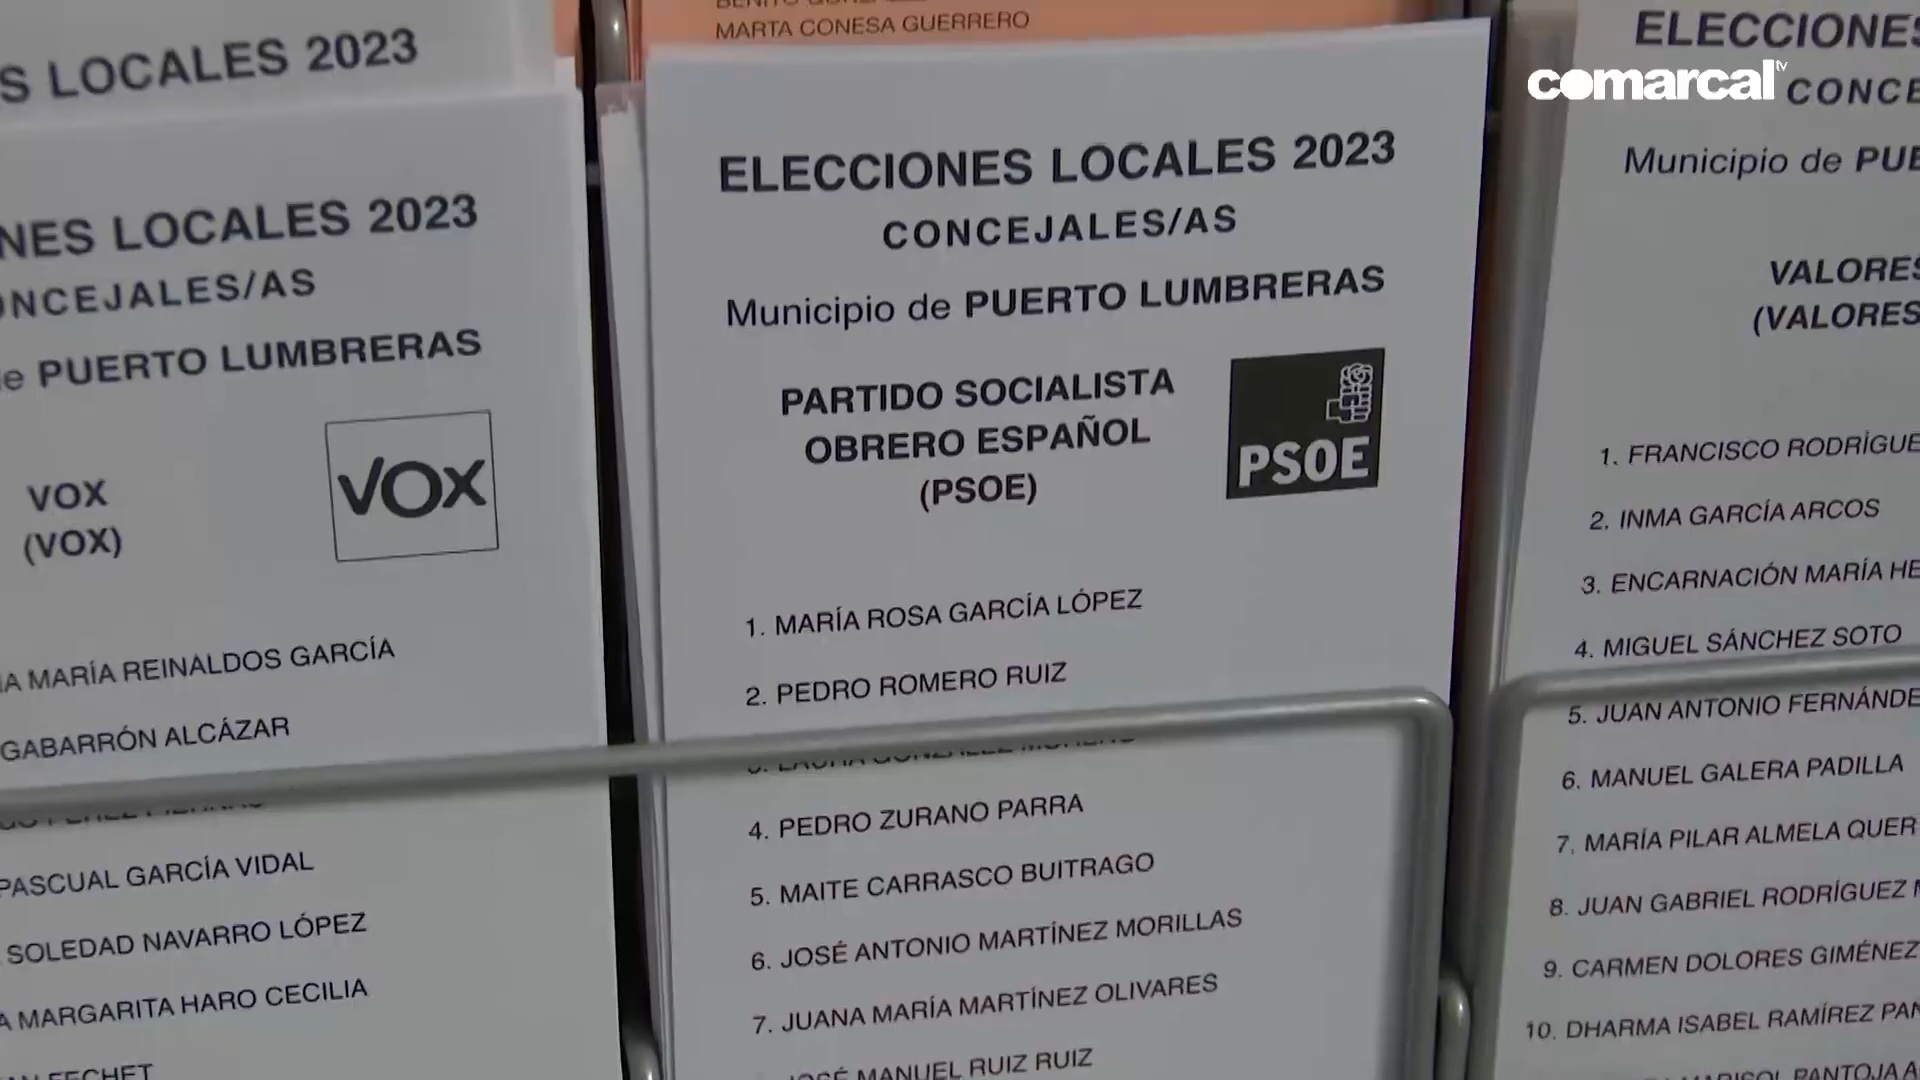 MARTA CONESA GUERRERO
S LOCALES 2023
NES LOCALES 2023
ONCEJALES/AS
de PUERTO LUMBRERAS
VOX
(VOX)
VOX
MARÍA REINALDOS GARCÍA
GABARRÓN ALCÁZAR
PASCUAL GARCÍA VIDAL
SOLEDAD NAVARRO LÓPEZ
MARGARITA HARO CECILIA
FECHET
ELECCIONES LOCALES 2023
CONCEJALES/AS
Municipio de PUERTO LUMBRERAS
PARTIDO SOCIALISTA
OBRERO ESPAÑOL
(PSOE)
PSOE
1. MARÍA ROSA GARCÍA LÓPEZ
2. PEDRO ROMERO RUIZ
4. PEDRO ZURANO PARRA
5. MAITE CARRASCO BUITRAGO
6. JOSÉ ANTONIO MARTÍNEZ MORILLAS
7. JUANA MARÍA MARTÍNEZ OLIVARES
JOSÉ MANUEL RUIZ RUIZ
ELECCIONES
comarcal tv
CONCE
Municipio de PUE
VALORES
(VALORES
1. FRANCISCO RODRÍGUE
2. INMA GARCÍA ARCOS
3. ENCARNACIÓN MARÍA HE
4. MIGUEL SÁNCHEZ SOTO
5. JUAN ANTONIO FERNÁNDE
6. MANUEL GALERA PADILLA
7. MARÍA PILAR ALMELA QUER
8. JUAN GABRIEL RODRÍGUEZ
9. CARMEN DOLORES GIMÉNEZ
10. DHARMA ISABEL RAMÍREZ PAN
MARISOL PANTOJA A